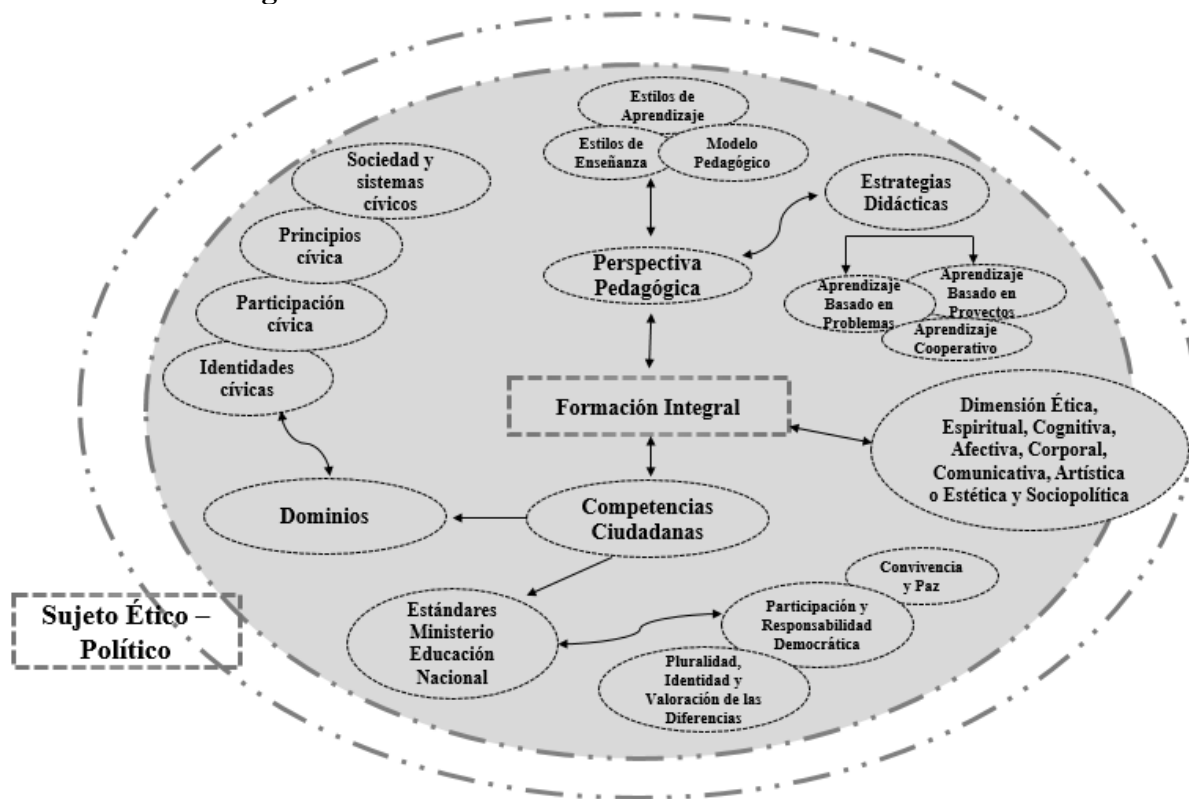 Estilos de
Aprendizaje
Estilos de
Enseñanza
Modelo
Pedagógico
Sociedad y
sistemas
cívicos
Principios
cívica
Participación
cívica
Identidades
cívicas
Estrategias
Didácticas
Perspectiva
Pedagógica
Aprendizaje
Basado en
Problemas
Aprendizaje
Basado en
Proyectos
Aprendizaje
Cooperativo
Formación Integral
Dimensión Ética,
Espiritual, Cognitiva,
Afectiva, Corporal,
Comunicativa, Artística
o Estética y Sociopolítica
Dominios
Competencias
Ciudadanas
Sujeto Ético –
Político
Estándares
Ministerio
Educación
Nacional
Convivencia
y Paz
Participación y
Responsabilidad
Democrática
Pluralidad,
Identidad y
Valoración de las
Diferencias